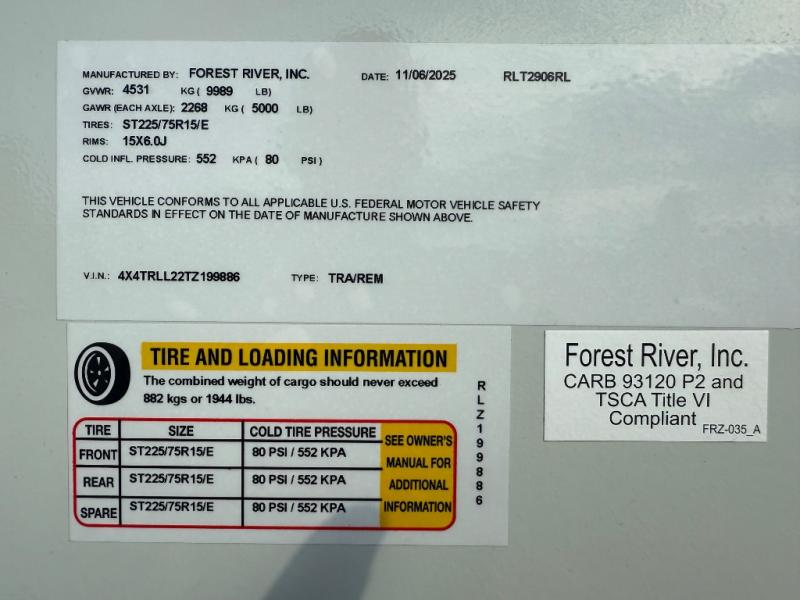 MANUFACTURED BY: FOREST RIVER, INC. DATE: 11/06/2025 RLT2906RL
GVWR: 4531 KG ( 9989 LB)
GAWR (EACH AXLE): 2268 KG ( 5000 LB)
TIRES: ST225/75R15/E
RIMS: 15X6.0J
COLD INFL. PRESSURE: 552 KPA ( 80 PSI )
THIS VEHICLE CONFORMS TO ALL APPLICABLE U.S. FEDERAL MOTOR VEHICLE SAFETY
STANDARDS IN EFFECT ON THE DATE OF MANUFACTURE SHOWN ABOVE.
V.I.N.: 4X4TRLL22TZ199886 TYPE: TRA/REM
TIRE AND LOADING INFORMATION
The combined weight of cargo should never exceed
882 kgs or 1944 lbs.
TIRE SIZE COLD TIRE PRESSURE
FRONT ST225/75R15/E 80 PSI / 552 KPA
REAR ST225/75R15/E 80 PSI / 552 KPA
SPARE ST225/75R15/E 80 PSI / 552 KPA
SEE OWNER'S
MANUAL FOR
ADDITIONAL
INFORMATION
RLZ199886
Forest River, Inc.
CARB 93120 P2 and
TSCA Title VI
Compliant
FRZ-035_A